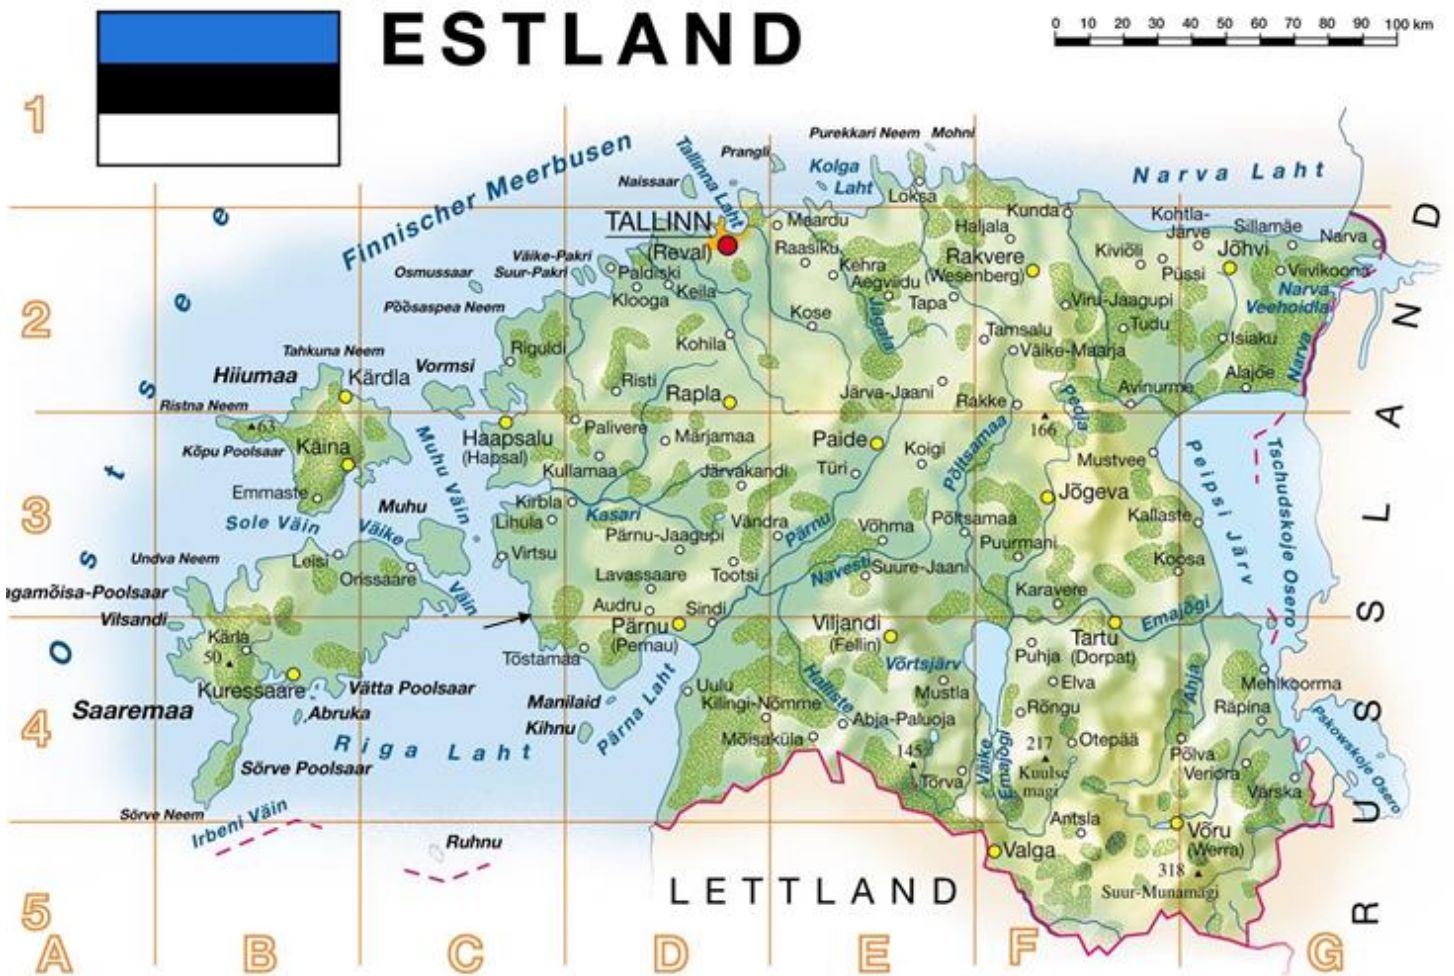 ESTLAND
0 10 20 30 40 50 60 70 80 90 100 km
1
Purekkari Neem Mohni
Finnischer Meerbusen
Tallinna Laht
Prangli
Kolga
Laht
Narva Laht
Naissaar
Loksa
Ostsee
TALLINN
(Reval)
Maardu
Haljala
Kunda
Kohtla-
Järve
Sillamäe
Narva
Raasiku
Rakvere
(Wesenberg)
Kiviõli
Püssi
Jõhvi
Viivikoona
Väike-Pakri
Suur-Pakri
Osmussaar
Paldiski
Klooga
Keila
Kehra
Aegviidu
Tapa
Narva
Veehoidla
Põõsaspea Neem
2
Kose
Jägala
Viru-Jaagupi
Tudu
Tamsalu
Väike-Maarja
Isiaku
Narva
Kohila
Riguldi
Tahkuna Neem
Hiiumaa
Kärdla
Vormsi
Risti
Rapla
Järva-Jaani
Rakke
Pedja
Avinurme
Alajõe
Ristna Neem
63
Kõpu Poolsaar
Käina
Haapsalu
(Hapsal)
Palivere
Märjamaa
Paide
Koigi
166
Mustvee
Muhu Väin
Kullamaa
Järvakandi
Türi
Põltsamaa
Jõgeva
Peipsi Järv
Tschudskoje Osero
Emmaste
Sole Väin
Muhu
Kirbla
Kasari
Lihula
3
Väike
Väin
Vändra
Pärnu
Võhma
Põltsamaa
Kallaste
Pärnu-Jaagupi
Puurmani
Undva Neem
Leisi
Orissaare
Virtsu
Lavassaare
Tootsi
Navesti
Suure-Jaani
Koosa
Karavere
agamõisa-Poolsaar
Vilsandi
Audru
Sindi
Pärnu
(Pernau)
Viljandi
(Fellin)
Emajõgi
Tartu
(Dorpat)
Kärla
50
Tõstamaa
Võrtsjärv
Puhja
Elva
Ahja
Mehikoorma
Kuressaare
Vätta Poolsaar
Saaremaa
Abruka
Manilaid
Kihnu
Pärna Laht
Uulu
Kilingi-Nõmme
Halliste
Mustla
Abja-Paluoja
Rõngu
Räpina
4
Riga Laht
Mõisaküla
145
Tõrva
Väike
Emajõgi
217
Kuulse
magi
Otepää
Põlva
Veriora
Värska
Pskowskoje Osero
Sõrve Poolsaar
Sõrve Neem
Irbeni Väin
Ruhnu
Antsla
Võru
(Werra)
Valga
318
Suur-Munamägi
LETTLAND
RUSSLAND
5
A B C D E F G